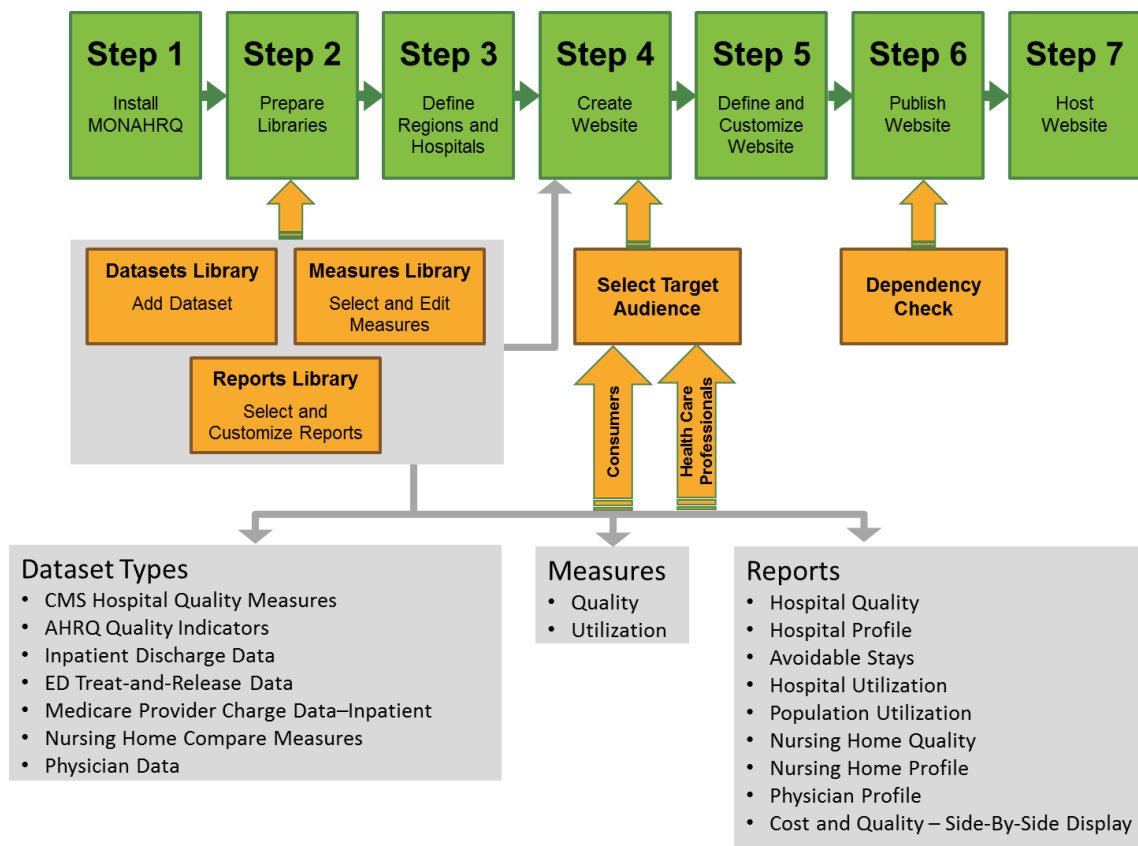 Step 1
Install
MONAHRQ
Step 2
Prepare
Libraries
Step 3
Define
Regions and
Hospitals
Step 4
Create
Website
Step 5
Define and
Customize
Website
Step 6
Publish
Website
Step 7
Host
Website
Datasets Library
Add Dataset
Measures Library
Select and Edit
Measures
Reports Library
Select and
Customize Reports
Select Target
Audience
Dependency
Check
Consumers
Health Care
Professionals
Dataset Types
• CMS Hospital Quality Measures
• AHRQ Quality Indicators
• Inpatient Discharge Data
• ED Treat-and-Release Data
• Medicare Provider Charge Data–Inpatient
• Nursing Home Compare Measures
• Physician Data
Measures
• Quality
• Utilization
Reports
• Hospital Quality
• Hospital Profile
• Avoidable Stays
• Hospital Utilization
• Population Utilization
• Nursing Home Quality
• Nursing Home Profile
• Physician Profile
• Cost and Quality – Side-By-Side Display